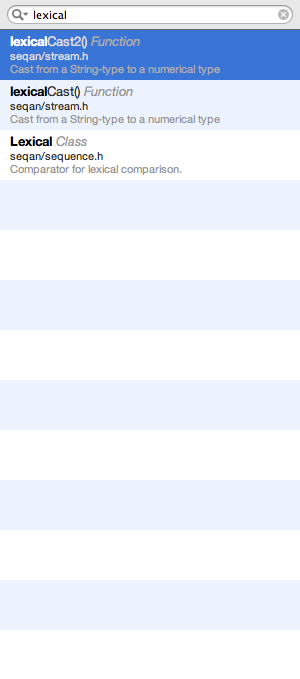 lexical
lexicalCast2() Function
seqan/stream.h
Cast from a String-type to a numerical type
lexicalCast() Function
seqan/stream.h
Cast from a String-type to a numerical type
Lexical Class
seqan/sequence.h
Comparator for lexical comparison.